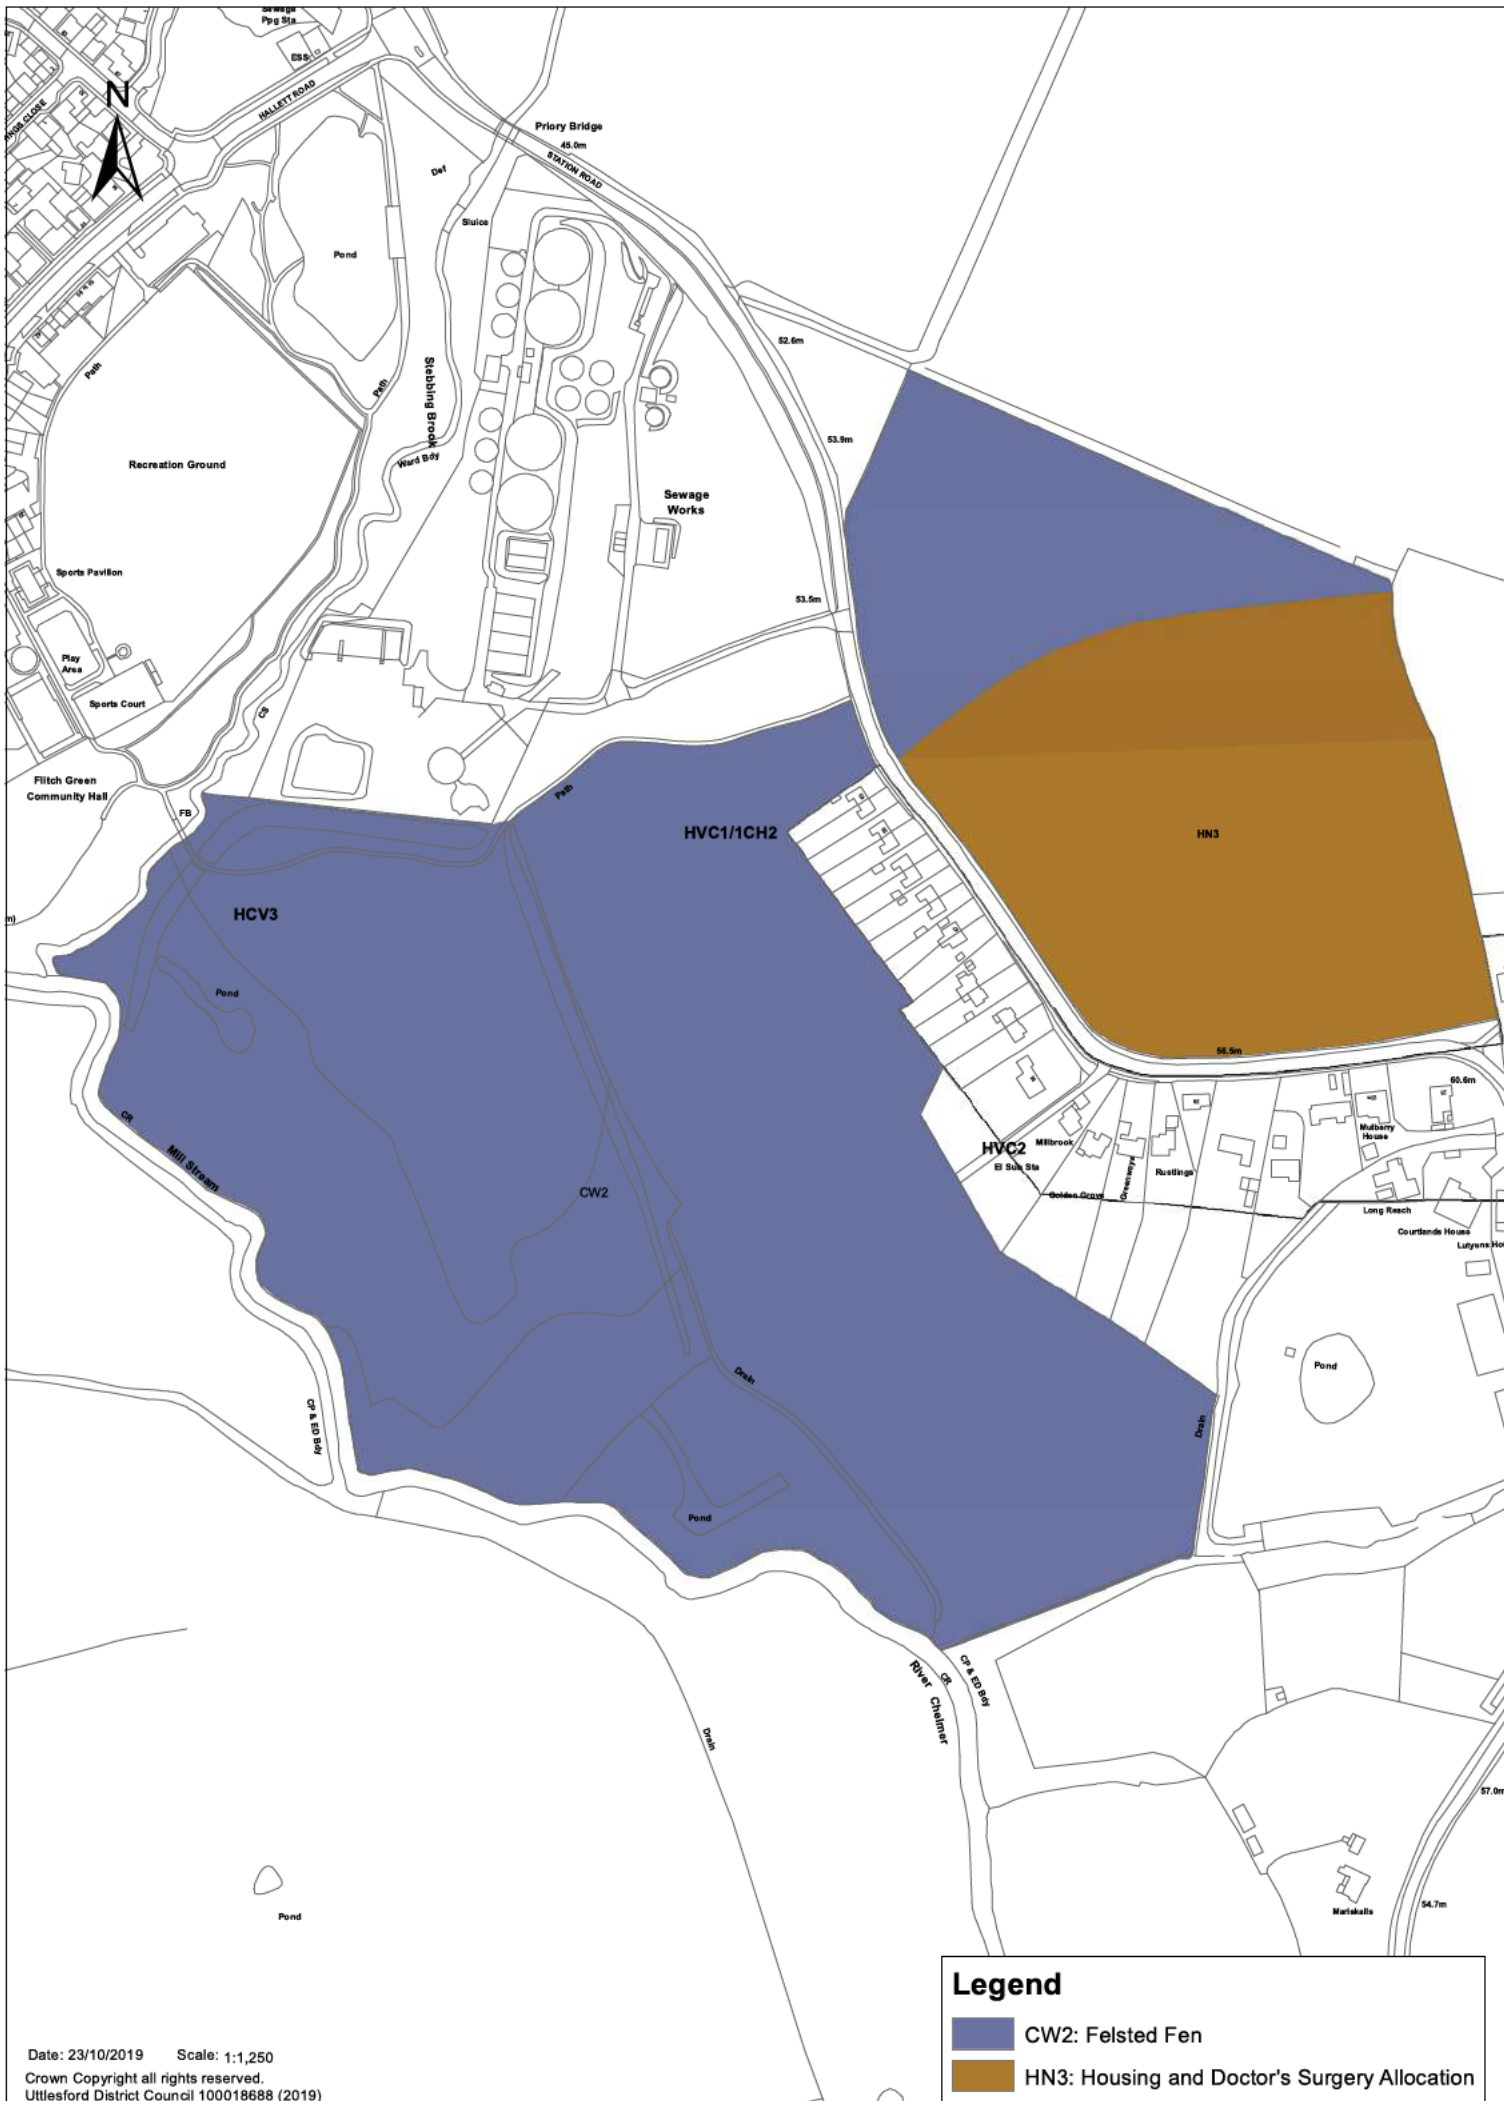 Sewage
Ppg Sta
ESS
HALLETT ROAD
N
Priory Bridge
45.0m
STATION ROAD
Def
Sluice
Pond
52.6m
Path
Path
Stebbing Brook
Ward Bdy
53.9m
Recreation Ground
Sewage
Works
Sports Pavilion
53.5m
Play
Area
Sports Court
CS
Flitch Green
Community Hall
FB
Path
HVC1/1CH2
HN3
HCV3
Pond
56.5m
60.6m
CR
Mill Stream
Mulberry
House
HVC2
Millbrook
El Sub Sta
Greenways
Rustlings
CW2
Golden Grove
Long Reach
Courtlands House
Pond
Drain
CP & ED Bdy
Drain
Pond
River Chelmer
CR
CP & ED Bdy
Drain
57.0m
54.7m
Mariskalls
Pond
Legend
CW2: Felsted Fen
HN3: Housing and Doctor's Surgery Allocation
Date: 23/10/2019 Scale: 1:1,250
Crown Copyright all rights reserved.
Uttlesford District Council 100018688 (2019)